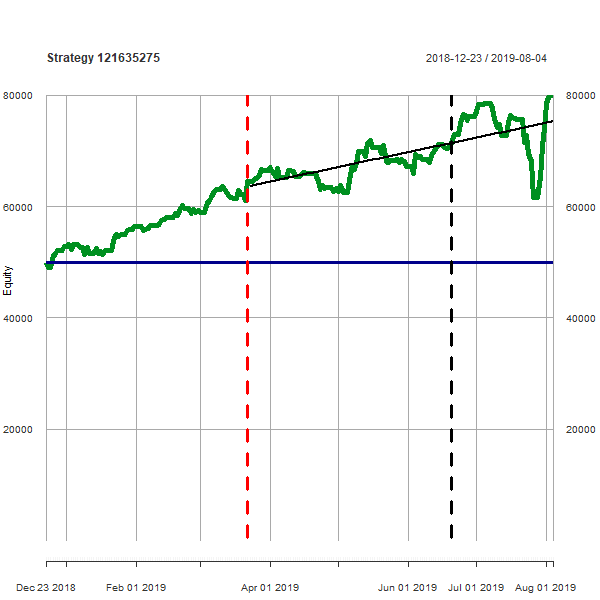 Strategy 121635275
2018-12-23 / 2019-08-04
80000
80000
60000
60000
Equity
40000
40000
20000
20000
Dec 23 2018
Feb 01 2019
Apr 01 2019
Jun 01 2019
Jul 01 2019
Aug 01 2019